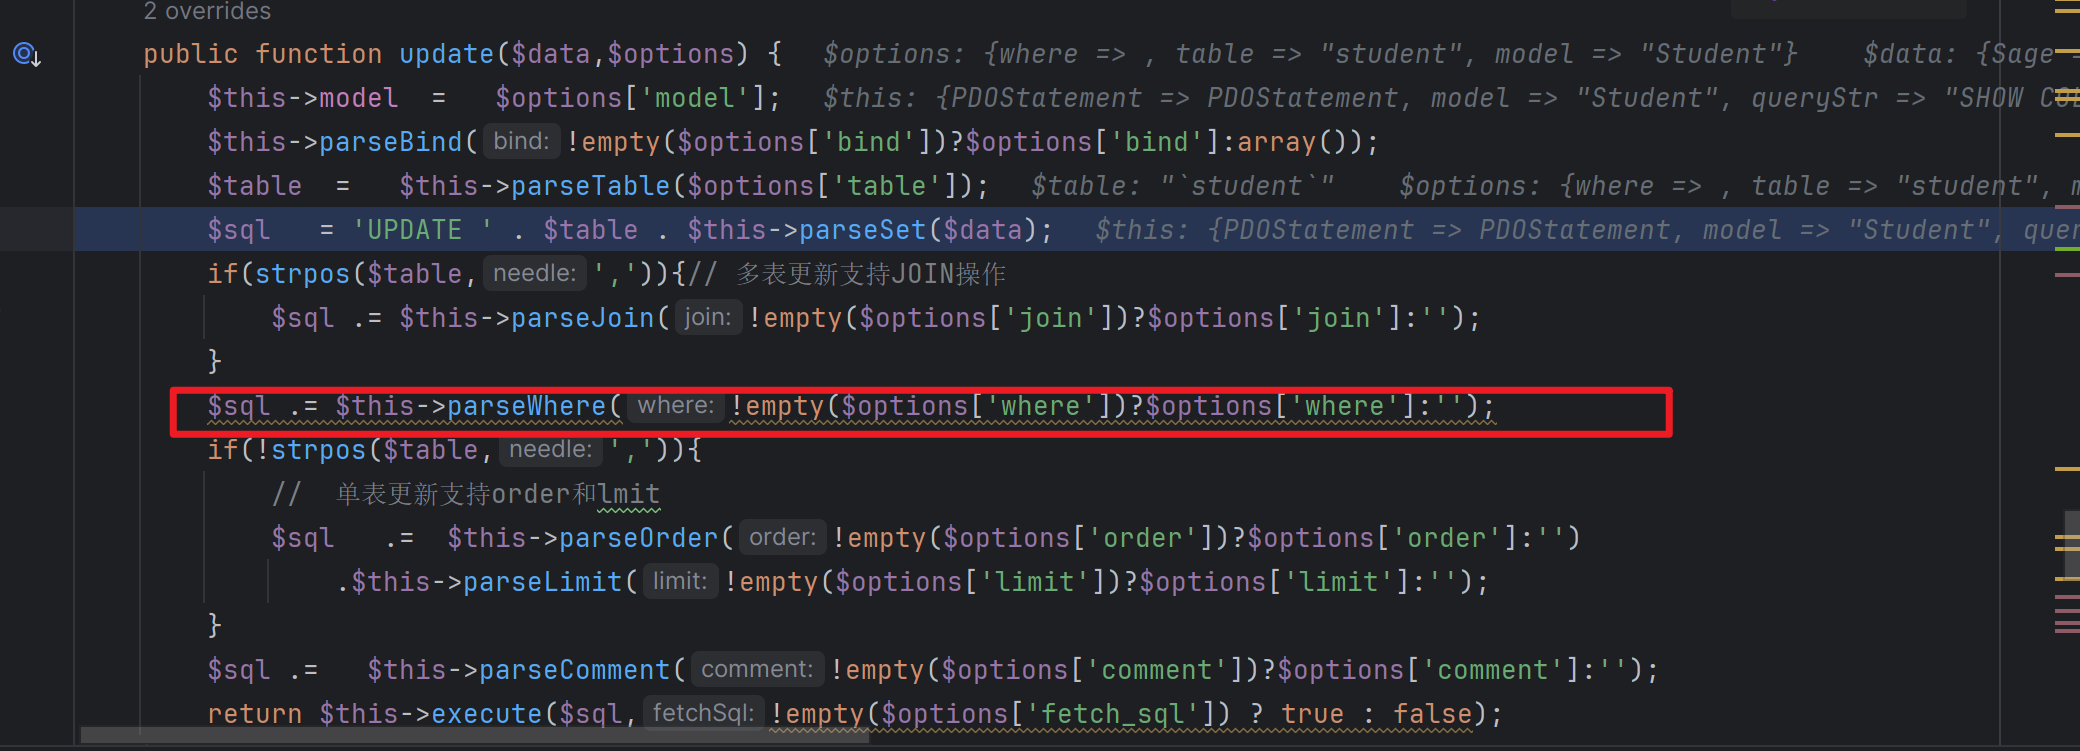 2 overrides
public function update($data,$options) {   $options: {where => , table => "student", model => "Student"}    $data: {Sage =
$this->model  =   $options['model'];   $this: {PDOStatement => PDOStatement, model => "Student", queryStr => "SHOW COL
$this->parseBind( bind: !empty($options['bind'])?$options['bind']:array());
$table  =   $this->parseTable($options['table']);   $table: "`student`"    $options: {where => , table => "student", m
$sql   = 'UPDATE ' . $table . $this->parseSet($data);   $this: {PDOStatement => PDOStatement, model => "Student", que
if(strpos($table, needle: ',')){// 多表更新支持JOIN操作
$sql .= $this->parseJoin( join: !empty($options['join'])?$options['join']:'');
}
$sql .= $this->parseWhere( where: !empty($options['where'])?$options['where']:'');
if(!strpos($table, needle: ',')){
//  单表更新支持order和lmit
$sql   .=  $this->parseOrder( order: !empty($options['order'])?$options['order']:'')
.$this->parseLimit( limit: !empty($options['limit'])?$options['limit']:'');
}
$sql .=   $this->parseComment( comment: !empty($options['comment'])?$options['comment']:'');
return $this->execute($sql, fetchSql: !empty($options['fetch_sql']) ? true : false);